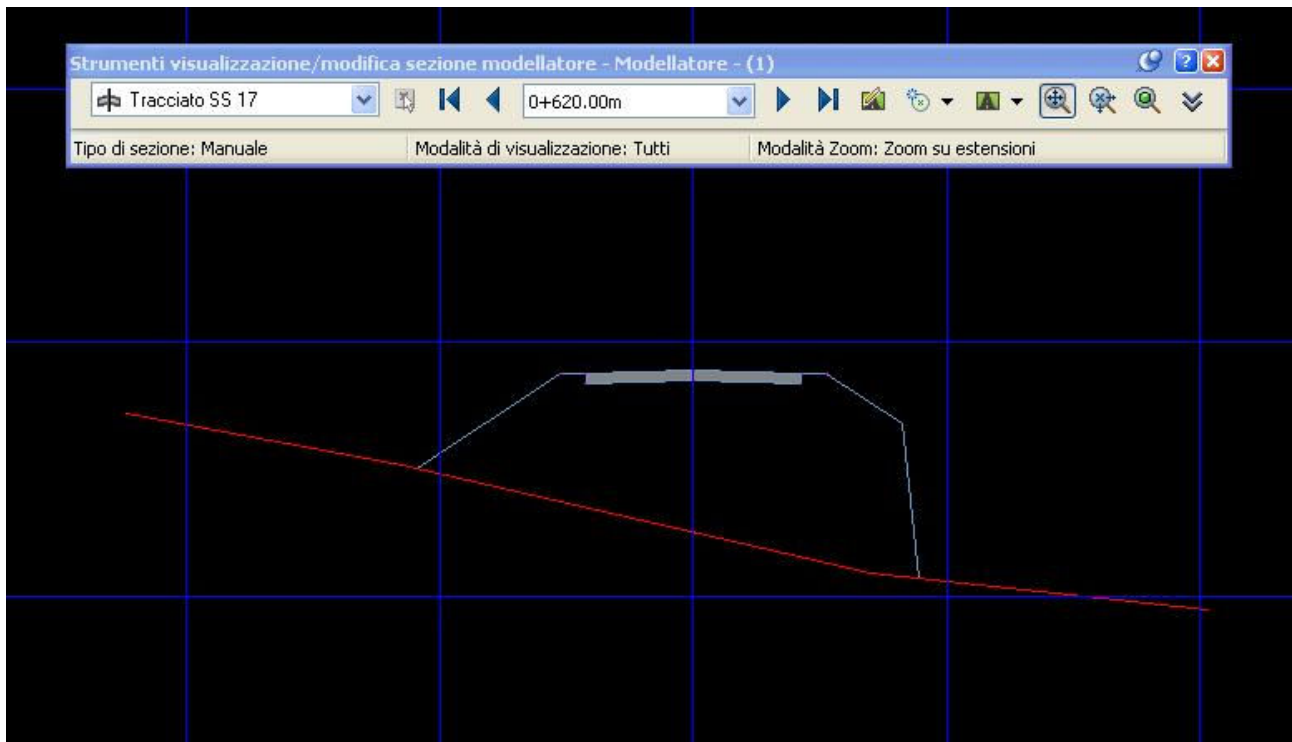 Strumenti visualizzazione/modifica sezione modellatore - Modellatore - (1)
Tracciato SS 17
0+620.00m
Tipo di sezione: Manuale
Modalità di visualizzazione: Tutti
Modalità Zoom: Zoom su estensioni